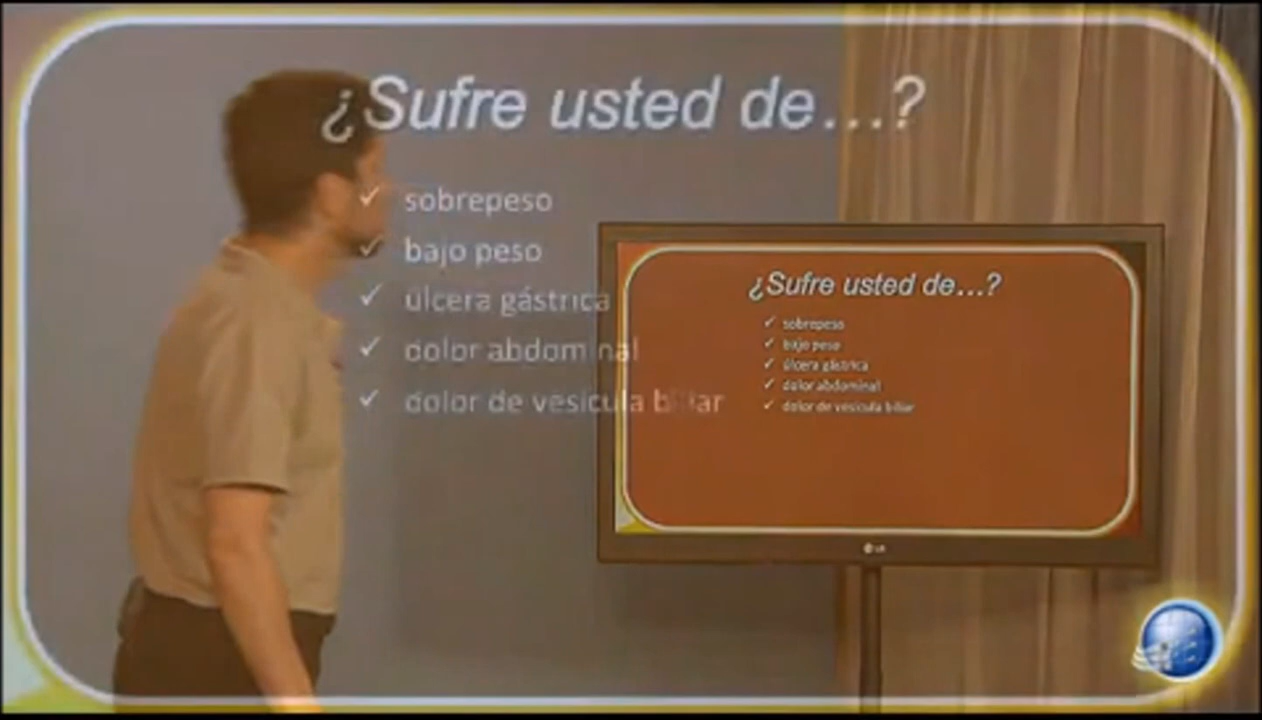 ¿Sufre usted de...?
✓ sobrepeso
✓ bajo peso
✓ úlcera gástrica
✓ dolor abdominal
✓ dolor de vesícula biliar
¿Sufre usted de...?
✓ sobrepeso
✓ bajo peso
✓ úlcera gástrica
✓ dolor abdominal
✓ dolor de vesícula biliar
LG